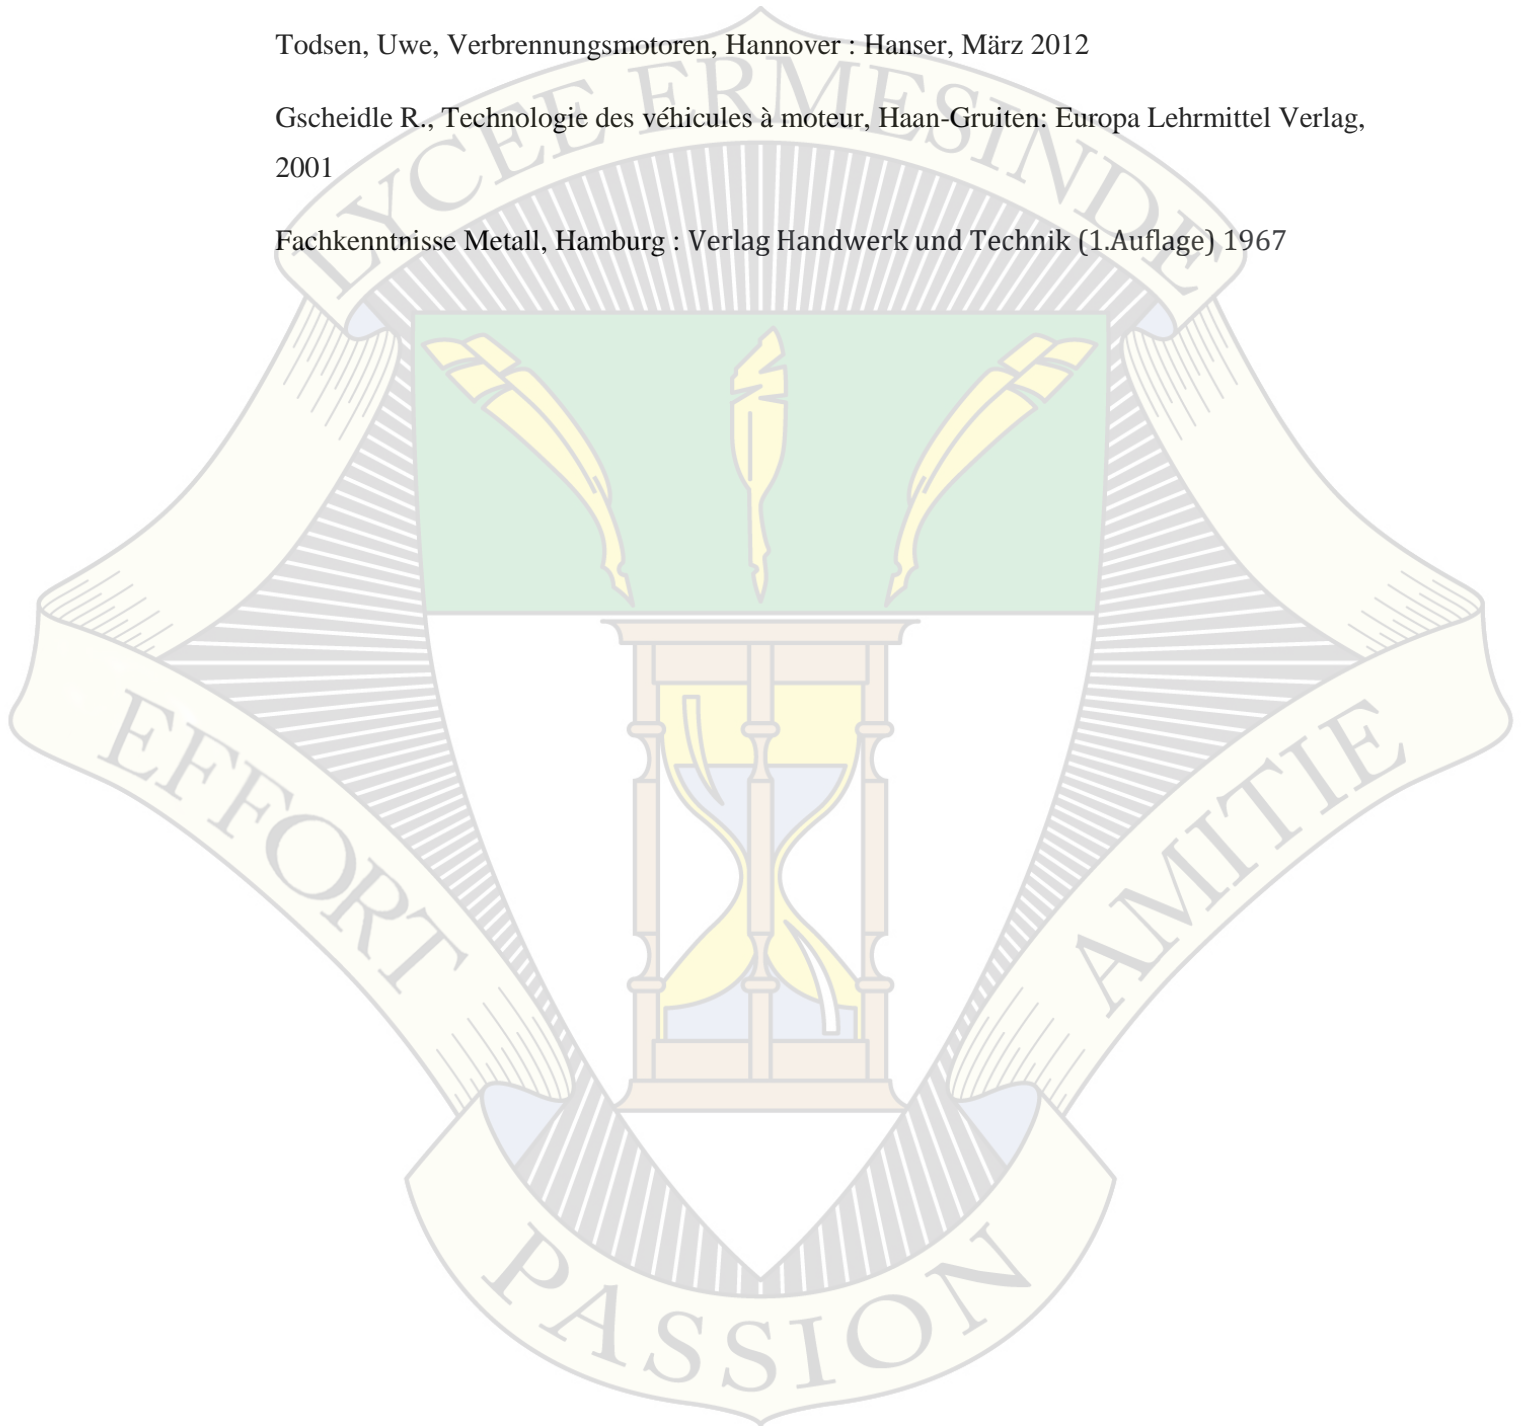 Todsen, Uwe, Verbrennungsmotoren, Hannover : Hanser, März 2012
Gscheidle R., Technologie des véhicules à moteur, Haan-Gruiten: Europa Lehrmittel Verlag,
2001
Fachkenntnisse Metall, Hamburg : Verlag Handwerk und Technik (1.Auflage) 1967
LYCEE ERMESINDE
EFFORT
AMITIE
PASSION